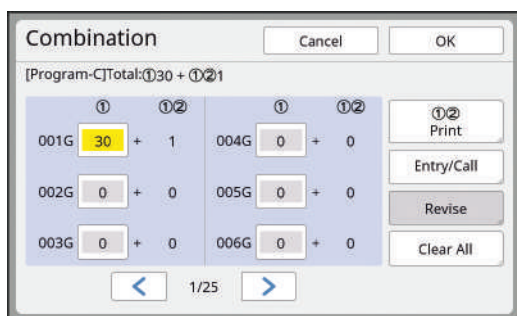 Combination
Cancel
OK
[Program-C]Total:①30 + ①②1
① ①② ① ①②
001G 30 + 1 004G 0 + 0
002G 0 + 0 005G 0 + 0
003G 0 + 0 006G 0 + 0
1/25
①②
Print
Entry/Call
Revise
Clear All